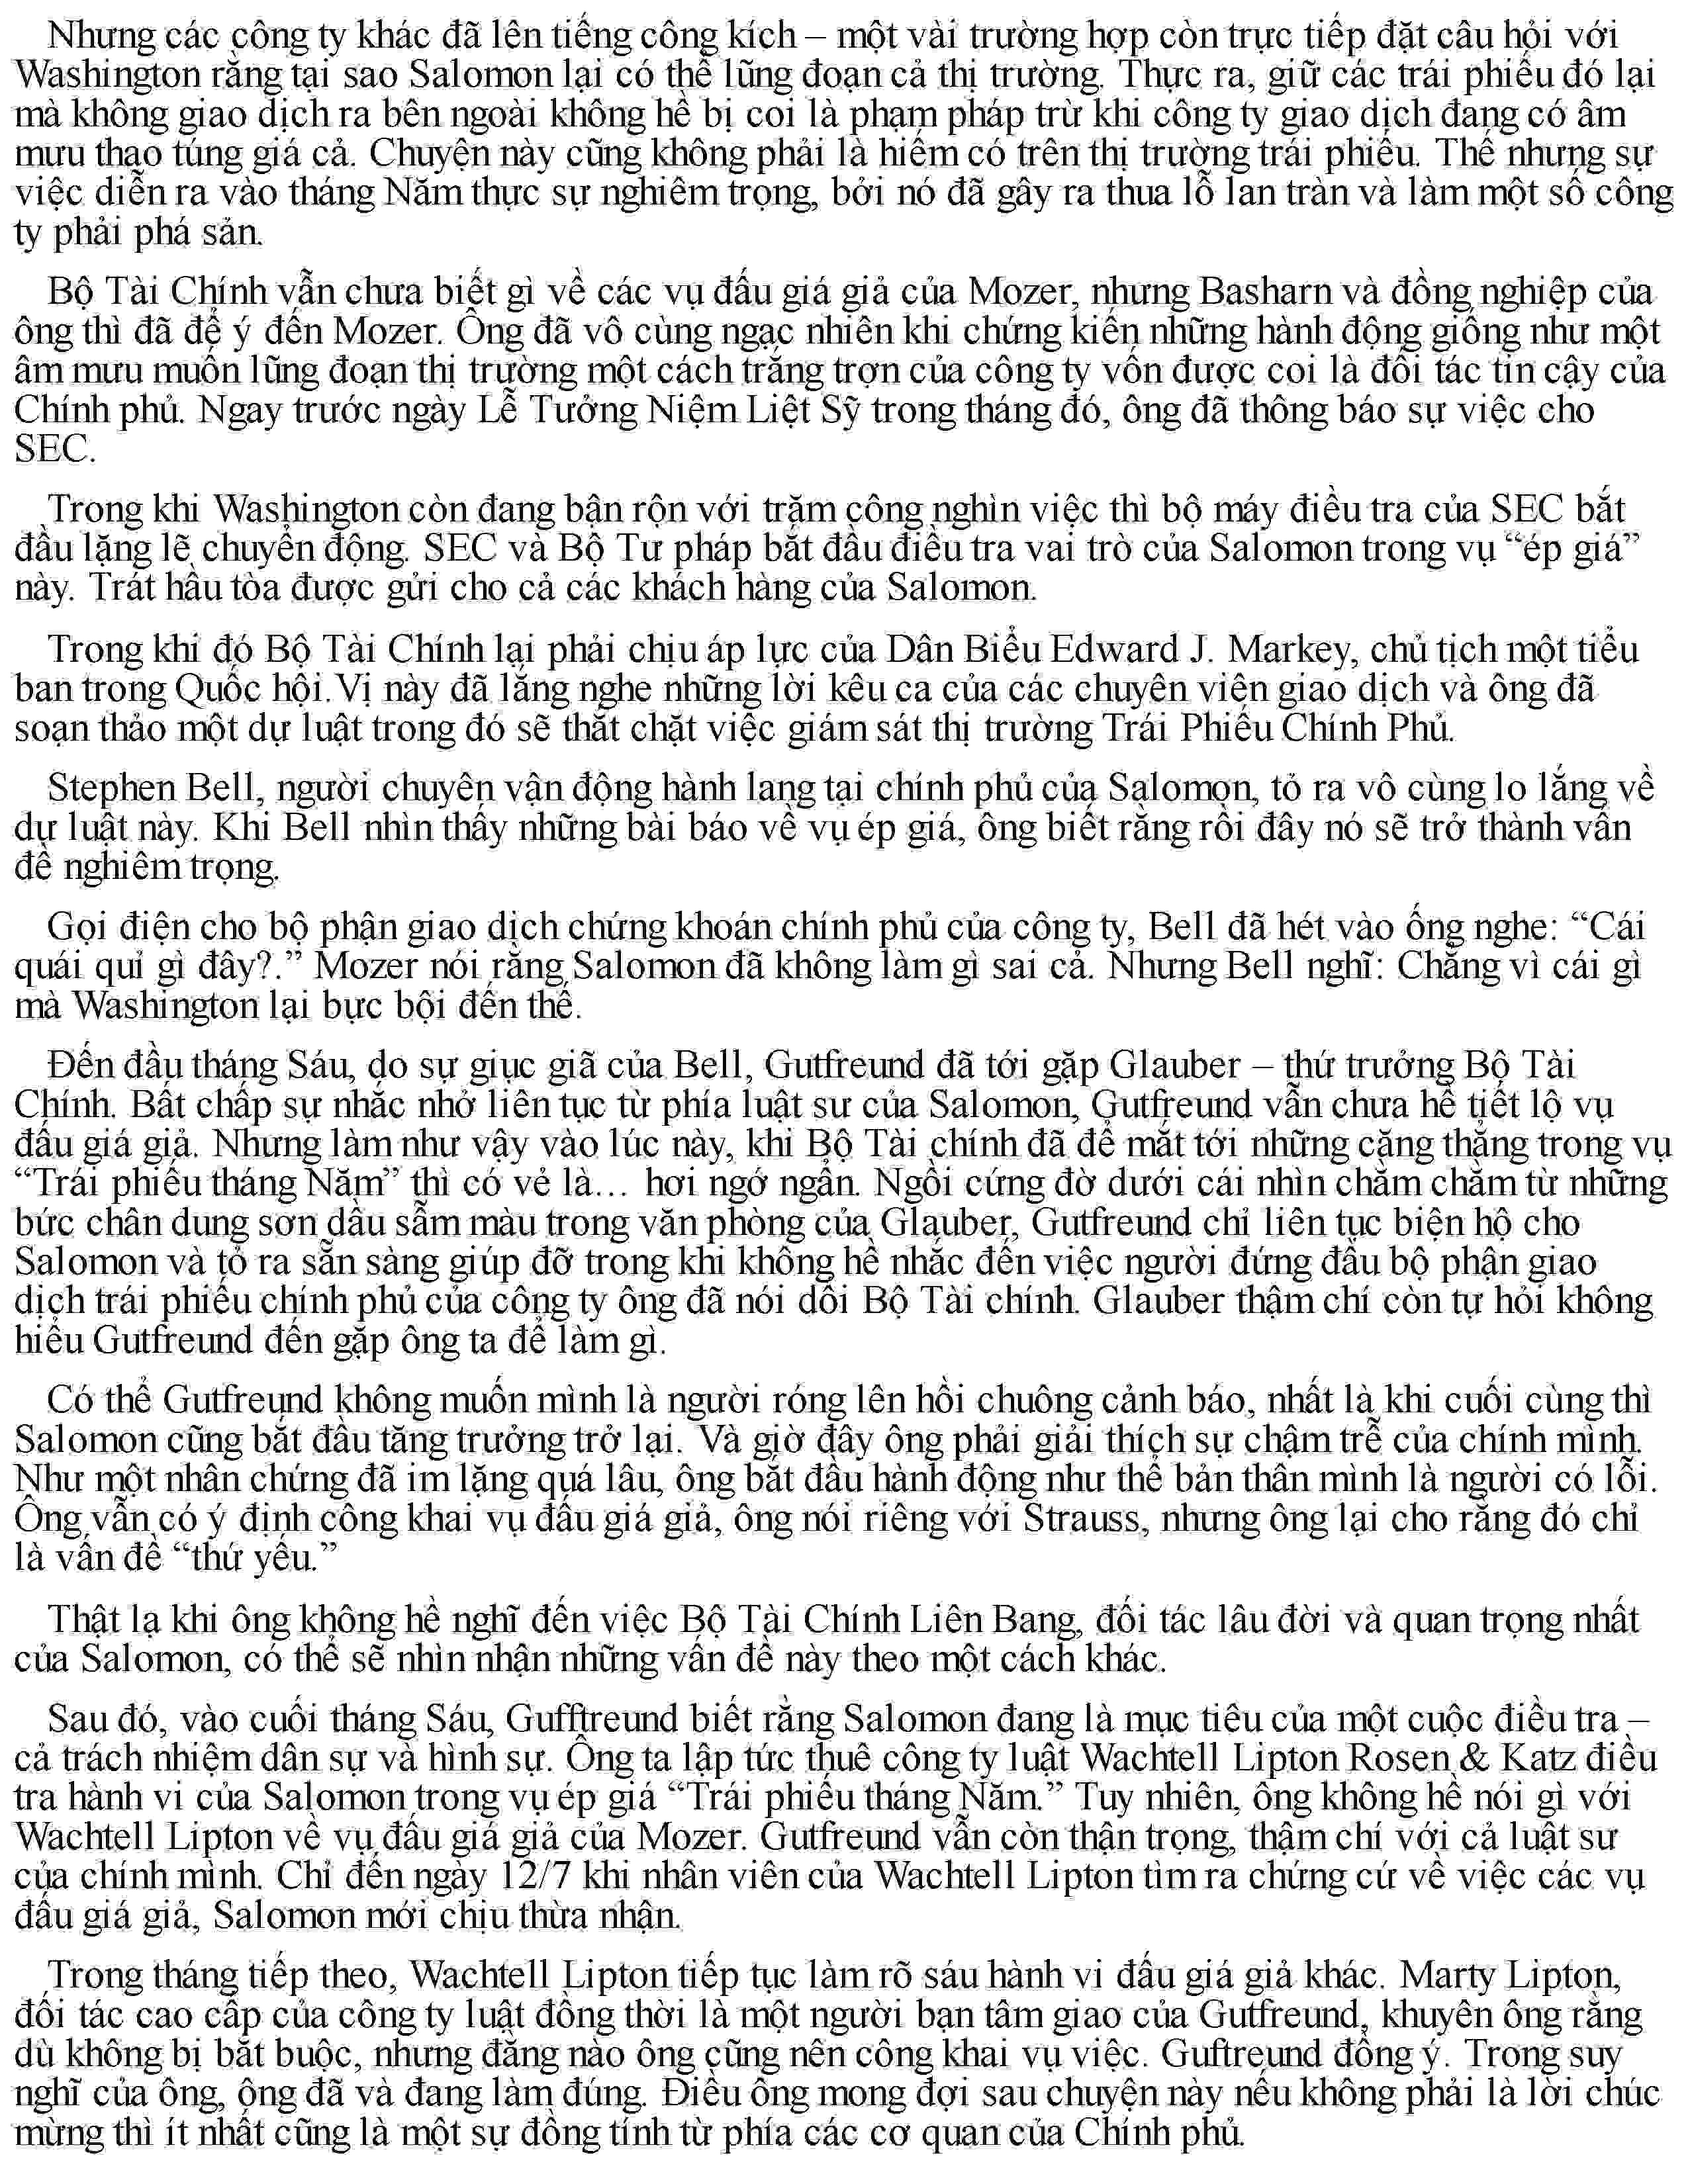 Nhưng các công ty khác đã lên tiếng công kích – một vài trường hợp còn trực tiếp đặt câu hỏi với
Washington rằng tại sao Salomon lại có thể lũng đoạn cả thị trường. Thực ra, giữ các trái phiếu đó lại
mà không giao dịch ra bên ngoài không hề bị coi là phạm pháp trừ khi công ty giao dịch đang có âm
mưu thao túng giá cả. Chuyện này cũng không phải là hiếm có trên thị trường trái phiếu. Thế nhưng sự
việc diễn ra vào tháng Năm thực sự nghiêm trọng, bởi nó đã gây ra thua lỗ lan tràn và làm một số công
ty phải phá sản.
Bộ Tài Chính vẫn chưa biết gì về các vụ đấu giá giả của Mozer, nhưng Basharn và đồng nghiệp của
ông thì đã để ý đến Mozer. Ông đã vô cùng ngạc nhiên khi chứng kiến những hành động giống như một
âm mưu muốn lũng đoạn thị trường một cách trắng trợn của công ty vốn được coi là đối tác tin cậy của
Chính phủ. Ngay trước ngày Lễ Tưởng Niệm Liệt Sỹ trong tháng đó, ông đã thông báo sự việc cho
SEC.
Trong khi Washington còn đang bận rộn với trăm công nghìn việc thì bộ máy điều tra của SEC bắt
đầu lặng lẽ chuyển động. SEC và Bộ Tư pháp bắt đầu điều tra vai trò của Salomon trong vụ “ép giá”
này. Trát hầu tòa được gửi cho cả các khách hàng của Salomon.
Trong khi đó Bộ Tài Chính lại phải chịu áp lực của Dân Biểu Edward J. Markey, chủ tịch một tiểu
ban trong Quốc hội.Vị này đã lắng nghe những lời kêu ca của các chuyên viên giao dịch và ông đã
soạn thảo một dự luật trong đó sẽ thắt chặt việc giám sát thị trường Trái Phiếu Chính Phủ.
Stephen Bell, người chuyên vận động hành lang tại chính phủ của Salomon, tỏ ra vô cùng lo lắng về
dự luật này. Khi Bell nhìn thấy những bài báo về vụ ép giá, ông biết rằng rồi đây nó sẽ trở thành vấn
đề nghiêm trọng.
Gọi điện cho bộ phận giao dịch chứng khoán chính phủ của công ty, Bell đã hét vào ống nghe: “Cái
quái quỉ gì đây?.” Mozer nói rằng Salomon đã không làm gì sai cả. Nhưng Bell nghĩ: Chẳng vì cái gì
mà Washington lại bực bội đến thế.
Đến đầu tháng Sáu, do sự giục giã của Bell, Gutfreund đã tới gặp Glauber – thứ trưởng Bộ Tài
Chính. Bất chấp sự nhắc nhở liên tục từ phía luật sư của Salomon, Gutfreund vẫn chưa hề tiết lộ vụ
đấu giá giả. Nhưng làm như vậy vào lúc này, khi Bộ Tài chính đã để mắt tới những căng thẳng trong vụ
“Trái phiếu tháng Năm” thì có vẻ là… hơi ngớ ngẩn. Ngồi cứng đờ dưới cái nhìn chằm chằm từ những
bức chân dung sơn dầu sẫm màu trong văn phòng của Glauber, Gutfreund chỉ liên tục biện hộ cho
Salomon và tỏ ra sẵn sàng giúp đỡ trong khi không hề nhắc đến việc người đứng đầu bộ phận giao
dịch trái phiếu chính phủ của công ty ông đã nói dối Bộ Tài chính. Glauber thậm chí còn tự hỏi không
hiểu Gutfreund đến gặp ông ta để làm gì.
Có thể Gutfreund không muốn mình là người róng lên hồi chuông cảnh báo, nhất là khi cuối cùng thì
Salomon cũng bắt đầu tăng trưởng trở lại. Và giờ đây ông phải giải thích sự chậm trễ của chính mình.
Như một nhân chứng đã im lặng quá lâu, ông bắt đầu hành động như thể bản thân mình là người có lỗi.
Ông vẫn có ý định công khai vụ đấu giá giả, ông nói riêng với Strauss, nhưng ông lại cho rằng đó chỉ
là vấn đề “thứ yếu.”
Thật lạ khi ông không hề nghĩ đến việc Bộ Tài Chính Liên Bang, đối tác lâu đời và quan trọng nhất
của Salomon, có thể sẽ nhìn nhận những vấn đề này theo một cách khác.
Sau đó, vào cuối tháng Sáu, Gufftreund biết rằng Salomon đang là mục tiêu của một cuộc điều tra –
cả trách nhiệm dân sự và hình sự. Ông ta lập tức thuê công ty luật Wachtell Lipton Rosen & Katz điều
tra hành vi của Salomon trong vụ ép giá “Trái phiếu tháng Năm.” Tuy nhiên, ông không hề nói gì với
Wachtell Lipton về vụ đấu giá giả của Mozer. Gutfreund vẫn còn thận trọng, thậm chí với cả luật sư
của chính mình. Chỉ đến ngày 12/7 khi nhân viên của Wachtell Lipton tìm ra chứng cứ về việc các vụ
đấu giá giả, Salomon mới chịu thừa nhận.
Trong tháng tiếp theo, Wachtell Lipton tiếp tục làm rõ sáu hành vi đấu giá giả khác. Marty Lipton,
đối tác cao cấp của công ty luật đồng thời là một người bạn tâm giao của Gutfreund, khuyên ông rằng
dù không bị bắt buộc, nhưng đằng nào ông cũng nên công khai vụ việc. Guftreund đồng ý. Trong suy
nghĩ của ông, ông đã và đang làm đúng. Điều ông mong đợi sau chuyện này nếu không phải là lời chúc
mừng thì ít nhất cũng là một sự đồng tính từ phía các cơ quan của Chính phủ.